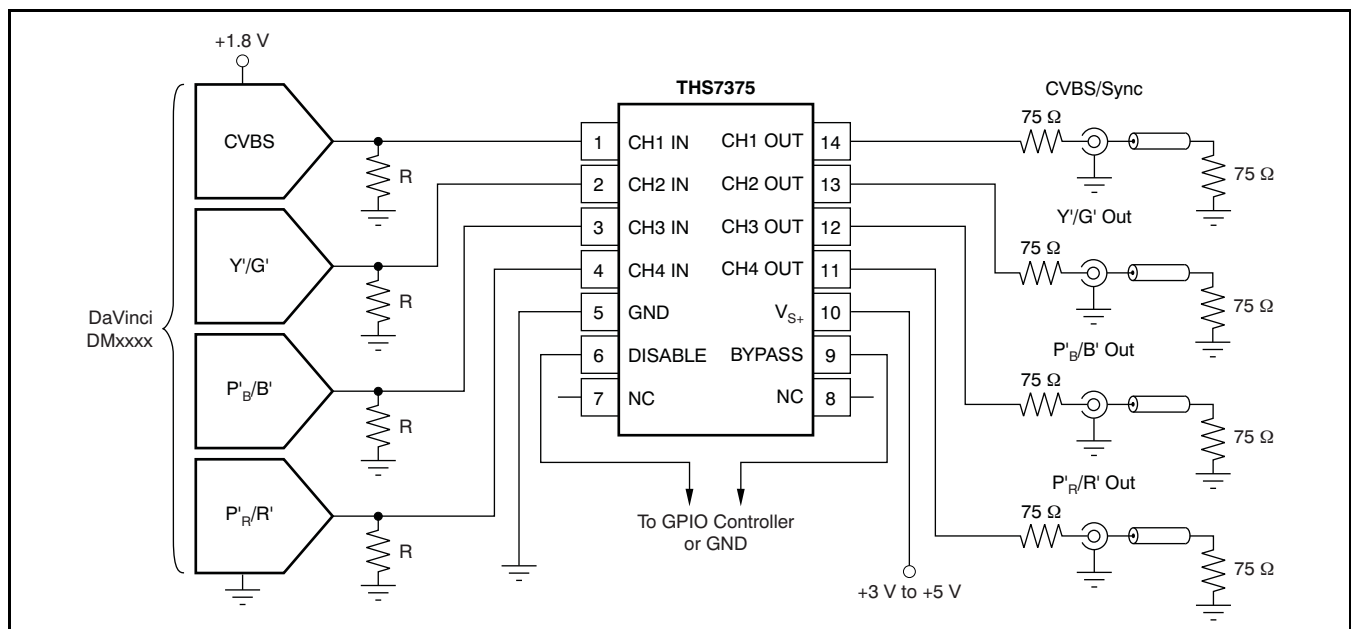 +1.8 V
THS7375
CVBS/Sync
CVBS
R
1
CH1 IN
CH1 OUT
14
75 Ω
75 Ω
2
CH2 IN
CH2 OUT
13
Y'/G' Out
Y'/G'
R
3
CH3 IN
CH3 OUT
12
75 Ω
75 Ω
4
CH4 IN
CH4 OUT
11
DaVinci
DMxxxx
5
GND
VS+
10
P'B/B' Out
P'B/B'
R
6
DISABLE
BYPASS
9
75 Ω
75 Ω
7
NC
NC
8
P'R/R' Out
P'R/R'
R
To GPIO Controller
or GND
75 Ω
75 Ω
+3 V to +5 V